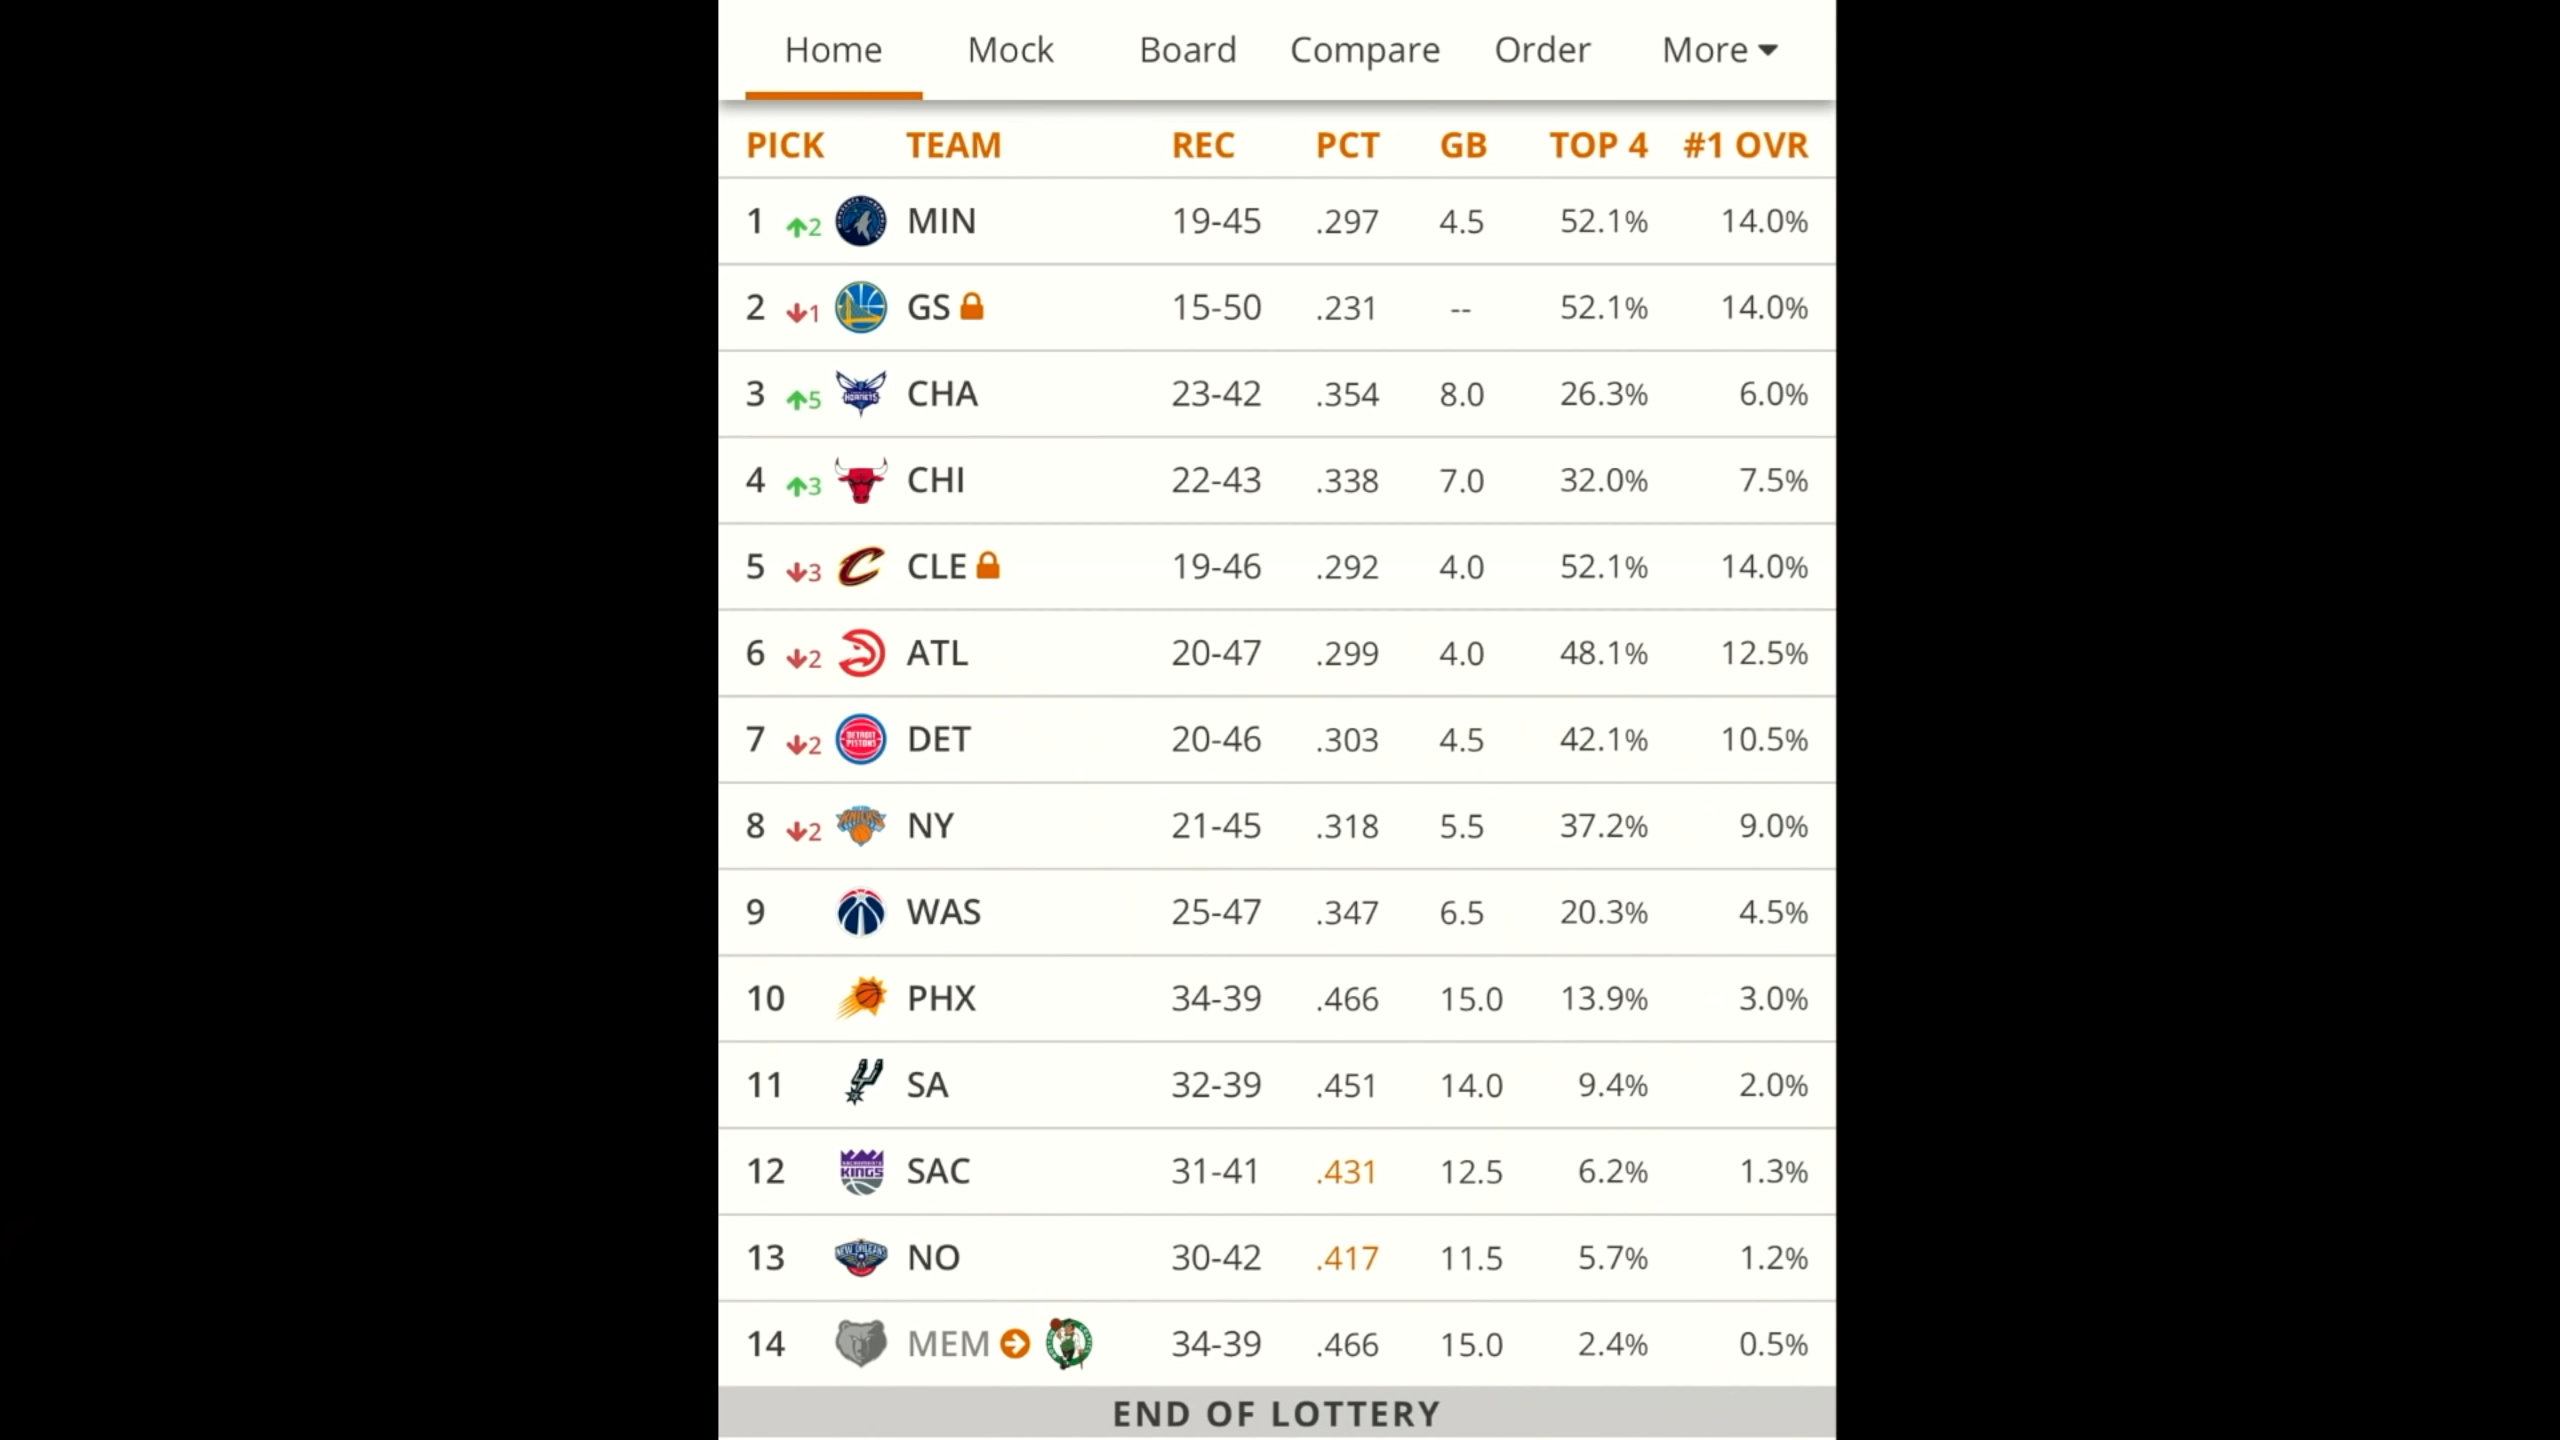 Home Mock Board Compare Order More
PICK TEAM REC PCT GB TOP 4 #1 OVR
1 2 MIN 19-45 .297 4.5 52.1% 14.0%
2 1 GS 15-50 .231 -- 52.1% 14.0%
3 5 HORNETS CHA 23-42 .354 8.0 26.3% 6.0%
4 3 CHI 22-43 .338 7.0 32.0% 7.5%
5 3 CLE 19-46 .292 4.0 52.1% 14.0%
6 2 ATL 20-47 .299 4.0 48.1% 12.5%
7 2 DETROIT PISTONS DET 20-46 .303 4.5 42.1% 10.5%
8 2 KNICKS NY 21-45 .318 5.5 37.2% 9.0%
9 WAS 25-47 .347 6.5 20.3% 4.5%
10 PHX 34-39 .466 15.0 13.9% 3.0%
11 SA 32-39 .451 14.0 9.4% 2.0%
12 KINGS SAC 31-41 .431 12.5 6.2% 1.3%
13 NEW ORLEANS NO 30-42 .417 11.5 5.7% 1.2%
14 MEM 34-39 .466 15.0 2.4% 0.5%
END OF LOTTERY